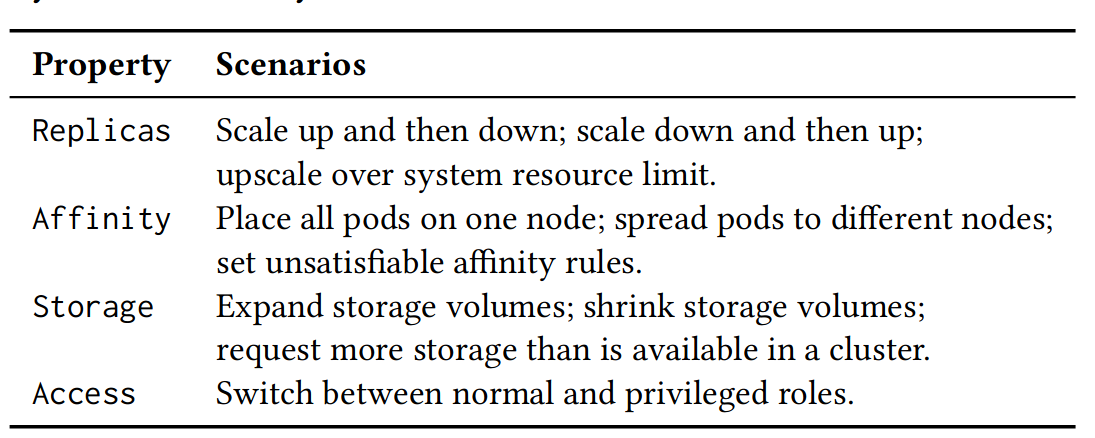 Property Scenarios
Replicas Scale up and then down; scale down and then up;
upscale over system resource limit.
Affinity Place all pods on one node; spread pods to different nodes;
set unsatisfiable affinity rules.
Storage Expand storage volumes; shrink storage volumes;
request more storage than is available in a cluster.
Access Switch between normal and privileged roles.